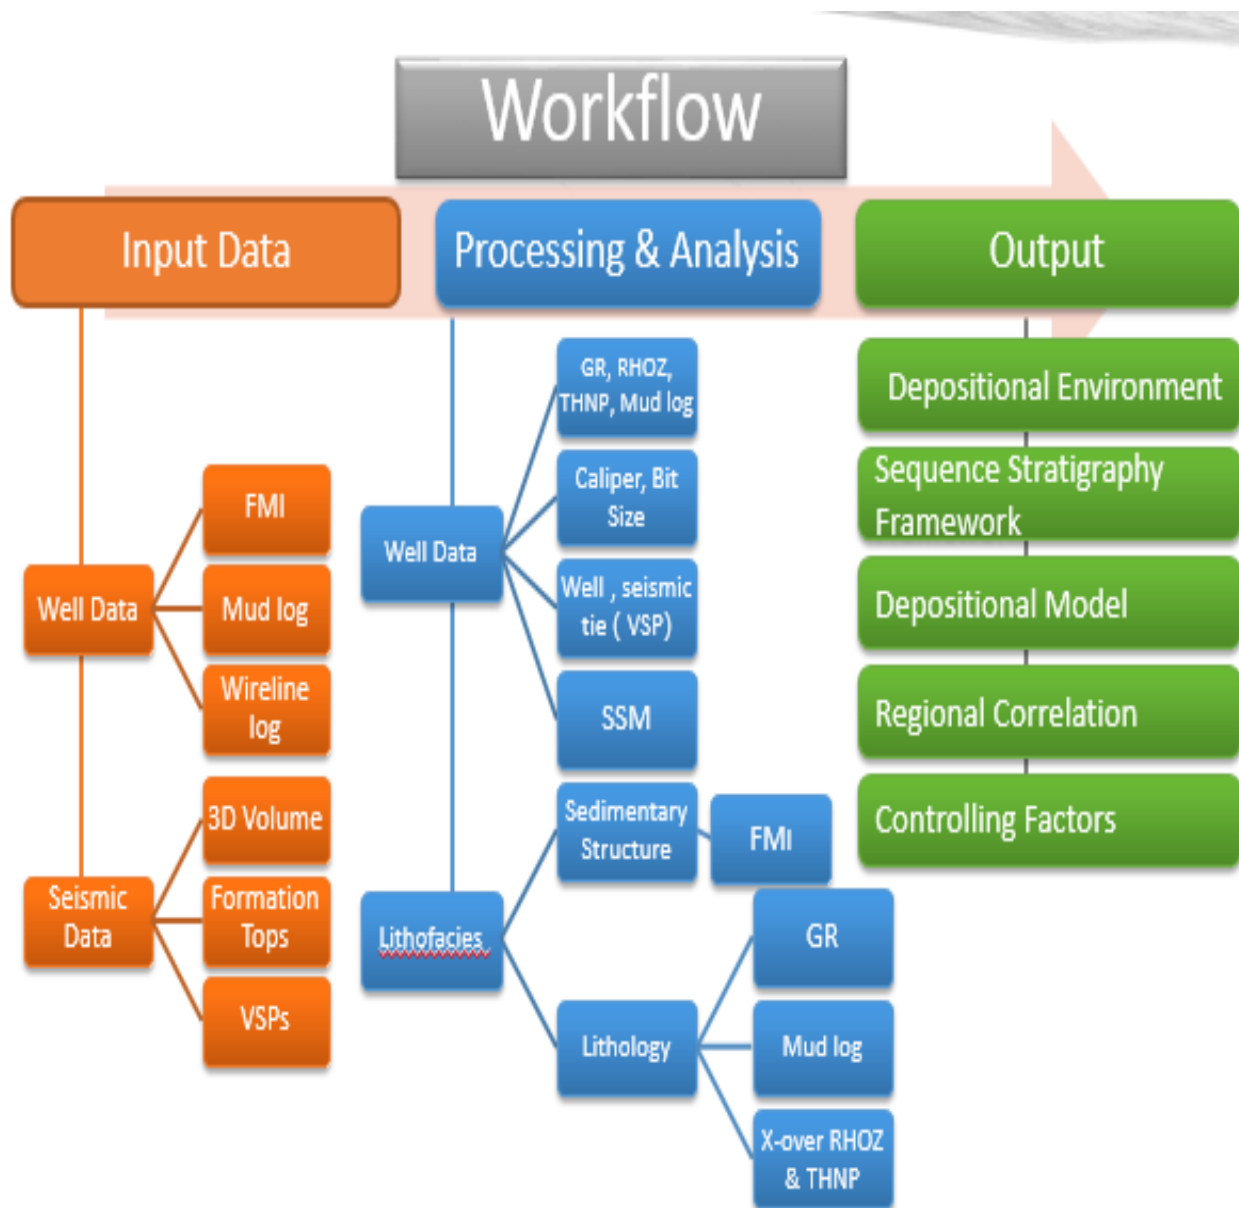 Workflow
Input Data
Processing & Analysis
Output
Well Data
FMI
Mud log
Wireline
log
Seismic
Data
3D Volume
Formation
Tops
VSPs
Well Data
GR, RHOZ,
THNP, Mud log
Caliper, Bit
Size
Well , seismic
tie ( VSP)
SSM
Lithofacies
Sedimentary
Structure
FMI
Lithology
GR
Mud log
X-over RHOZ
& THNP
Depositional Environment
Sequence Stratigraphy
Framework
Depositional Model
Regional Correlation
Controlling Factors